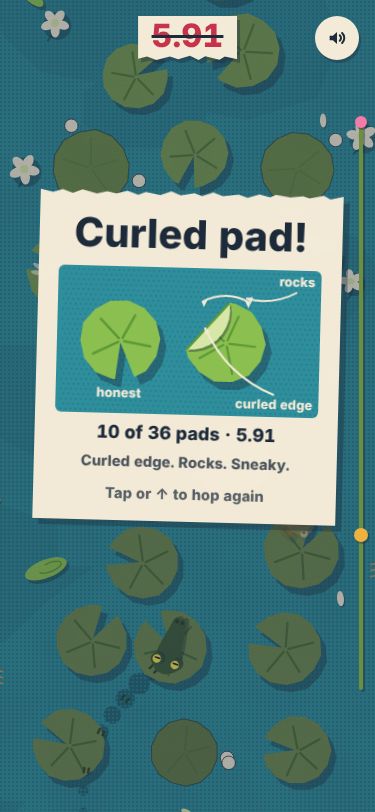 5.91
Curled pad!
rocks
honest
curled edge
10 of 36 pads · 5.91
Curled edge. Rocks. Sneaky.
Tap or ↑ to hop again